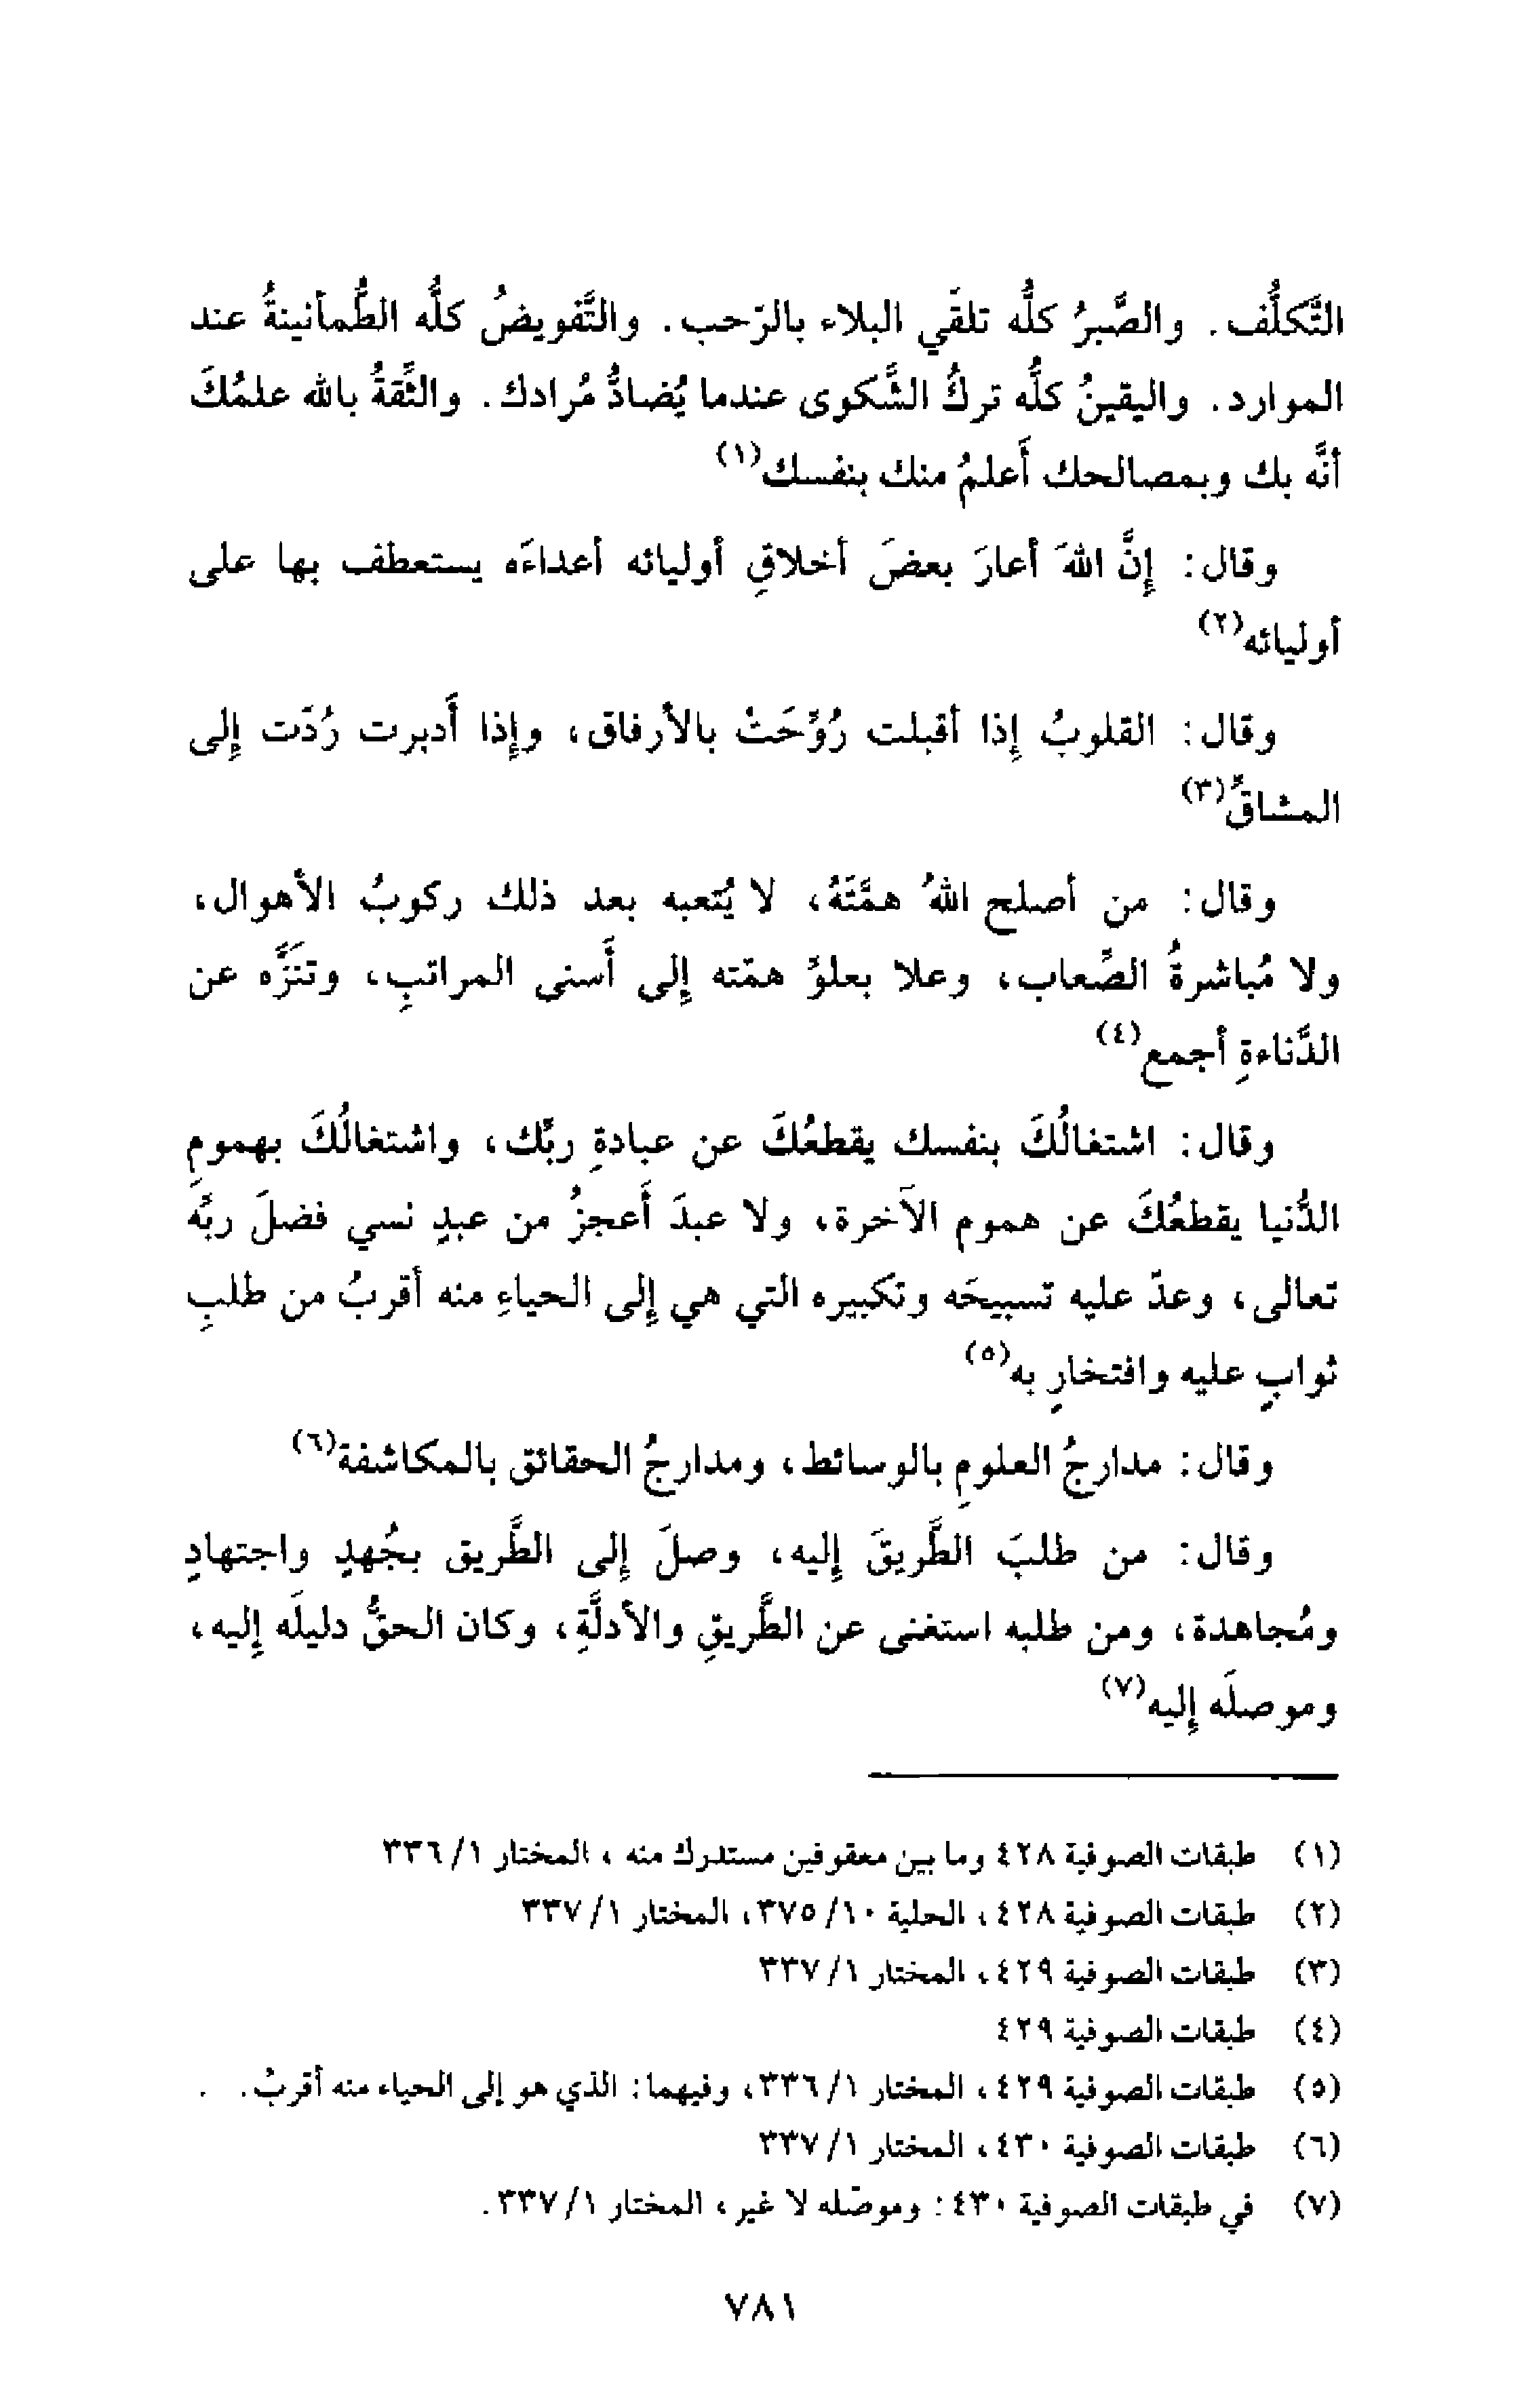 التَّكلُّف. والصَّبرُ كلُّه تلقّي البلاء بالرّحب. والتَّفويضُ كلُّه الطُّمأنينةُ عند
الموارد. واليقينُ كلُّه تركُ الشَّكوى عندما يُضادُّ مُرادك. والثِّقةُ بالله علمُكَ
أنَّه بك وبمصالحك أَعلمُ منك بنفسك(١)
وقال: إِنَّ اللهَ أعارَ بعضَ أخلاقِ أوليائه أعداءَه يستعطف بها على
أوليائه(٢)
وقال: القلوبُ إِذا أقبلت رُوِّحَتْ بالأرفاق، وإِذا أَدبرت رُدَّت إِلى
المشاقِّ(٣)
وقال: من أصلح اللهُ همَّتَهُ، لا يُتعبه بعد ذلك ركوبُ الأهوال،
ولا مُباشرةُ الصِّعاب، وعلا بعلوِّ همّته إِلى أَسنى المراتبِ، وتنزَّه عن
الدَّناءةِ أجمع(٤)
وقال: اشتغالُكَ بنفسك يقطعُكَ عن عبادةِ ربِّك، واشتغالُكَ بهمومِ
الدُّنيا يقطعُكَ عن هموم الآخرة، ولا عبدَ أَعجزُ من عبدٍ نسي فضلَ ربِّه
تعالى، وعدّ عليه تسبيحَه وتكبيره التي هي إِلى الحياءِ منه أقربُ من طلبِ
ثوابٍ عليه وافتخارٍ به(٥)
وقال: مدارجُ العلومِ بالوسائط، ومدارجُ الحقائق بالمكاشفة(٦)
وقال: من طلبَ الطَّريقَ إِليه، وصلَ إِلى الطَّريق بجُهدٍ واجتهادٍ
ومُجاهدة، ومن طلبه استغنى عن الطَّريقِ والأدلَّةِ، وكان الحقُّ دليلَه إِليه،
وموصلَه إِليه(٧)
(١) طبقات الصوفية ٤٢٨ وما بين معقوفين مستدرك منه ، المختار ١/ ٣٣٦
(٢) طبقات الصوفية ٤٢٨، الحلية ١٠/ ٣٧٥، المختار ١/ ٣٣٧
(٣) طبقات الصوفية ٤٢٩، المختار ١/ ٣٣٧
(٤) طبقات الصوفية ٤٢٩
(٥) طبقات الصوفية ٤٢٩، المختار ١/ ٣٣٦، وفيهما: الذي هو إلى الحياء منه أقربُ. .
(٦) طبقات الصوفية ٤٣٠، المختار ١/ ٣٣٧
(٧) في طبقات الصوفية ٤٣٠: وموصّله لا غير، المختار ١/ ٣٣٧.
٧٨١